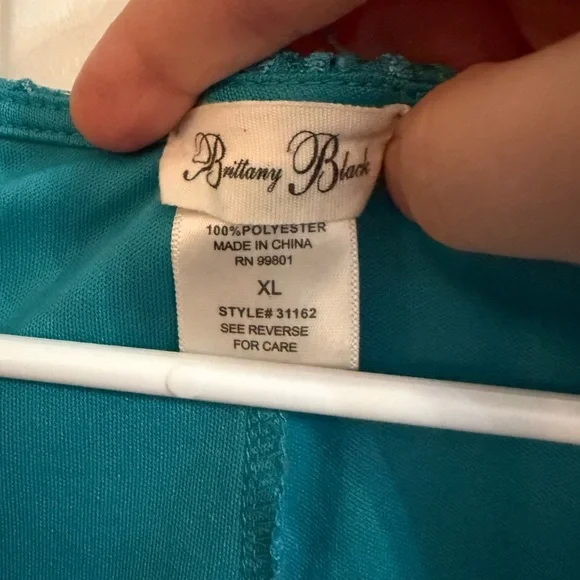 Brittany Black
100%POLYESTER
MADE IN CHINA
RN 99801
XL
STYLE# 31162
SEE REVERSE
FOR CARE